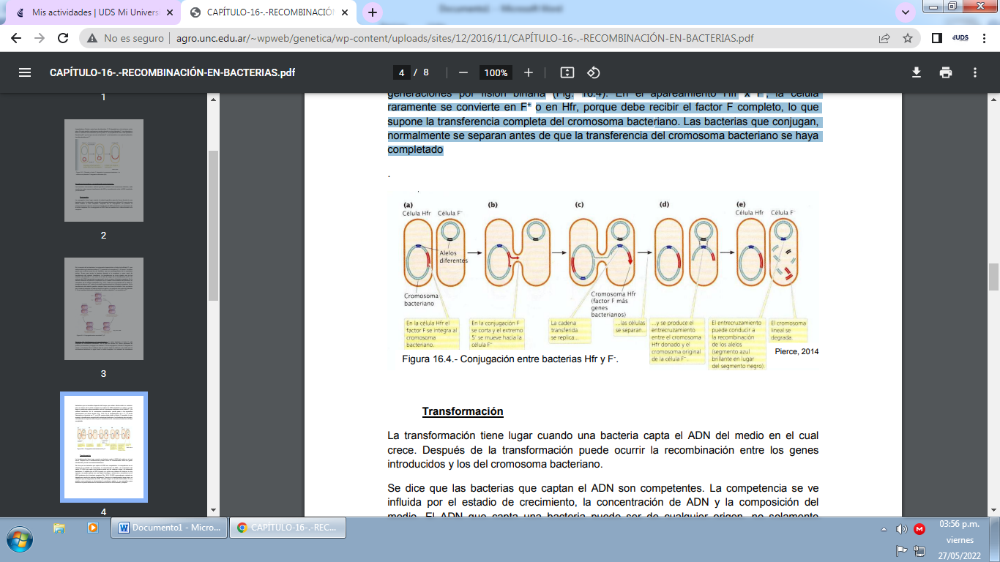 Mis actividades | UDS Mi Univers
CAPÍTULO-16-.-RECOMBINACIÓN
Documento1 - Microsoft Word
No es seguro
agro.unc.edu.ar/~wpweb/genetica/wp-content/uploads/sites/12/2016/11/CAPÍTULO-16-.-RECOMBINACIÓN-EN-BACTERIAS.pdf
UDS
CAPÍTULO-16-.-RECOMBINACIÓN-EN-BACTERIAS.pdf
4 / 8
100%
1
2
3
4
generaciones por fisión binaria (Fig. 16.4). En el apareamiento Hfr x F-, la célula
raramente se convierte en F+ o en Hfr, porque debe recibir el factor F completo, lo que
supone la transferencia completa del cromosoma bacteriano. Las bacterias que conjugan,
normalmente se separan antes de que la transferencia del cromosoma bacteriano se haya
completado
.
(a)
Célula Hfr Célula F-
(b)
(c)
(d)
(e)
Célula Hfr Célula F-
Alelos
diferentes
Cromosoma
bacteriano
Cromosoma Hfr
(factor F más
genes
bacterianos)
En la célula Hfr el
factor F se integra al
cromosoma
bacteriano.
En la conjugación F
se corta y el extremo
5' se mueve hacia la
célula F-
La cadena
transferida
se replica...
...las células
se separan...
...y se produce el
entrecruzamiento
entre el cromosoma
Hfr donado y el
cromosoma original
de la célula F-.
El entrecruzamiento
puede conducir a
la recombinación
de los alelos
(segmento azul
brillante en lugar
del segmento negro).
El cromosoma
lineal se
degrada.
Pierce, 2014
Figura 16.4.- Conjugación entre bacterias Hfr y F-.
Transformación
La transformación tiene lugar cuando una bacteria capta el ADN del medio en el cual
crece. Después de la transformación puede ocurrir la recombinación entre los genes
introducidos y los del cromosoma bacteriano.
Se dice que las bacterias que captan el ADN son competentes. La competencia se ve
influida por el estadio de crecimiento, la concentración de ADN y la composición del
medio. El ADN que capta una bacteria puede ser de cualquier origen, no solamente
Documento1 - Micro...
CAPÍTULO-16-.-REC...
03:56 p.m.
viernes
27/05/2022